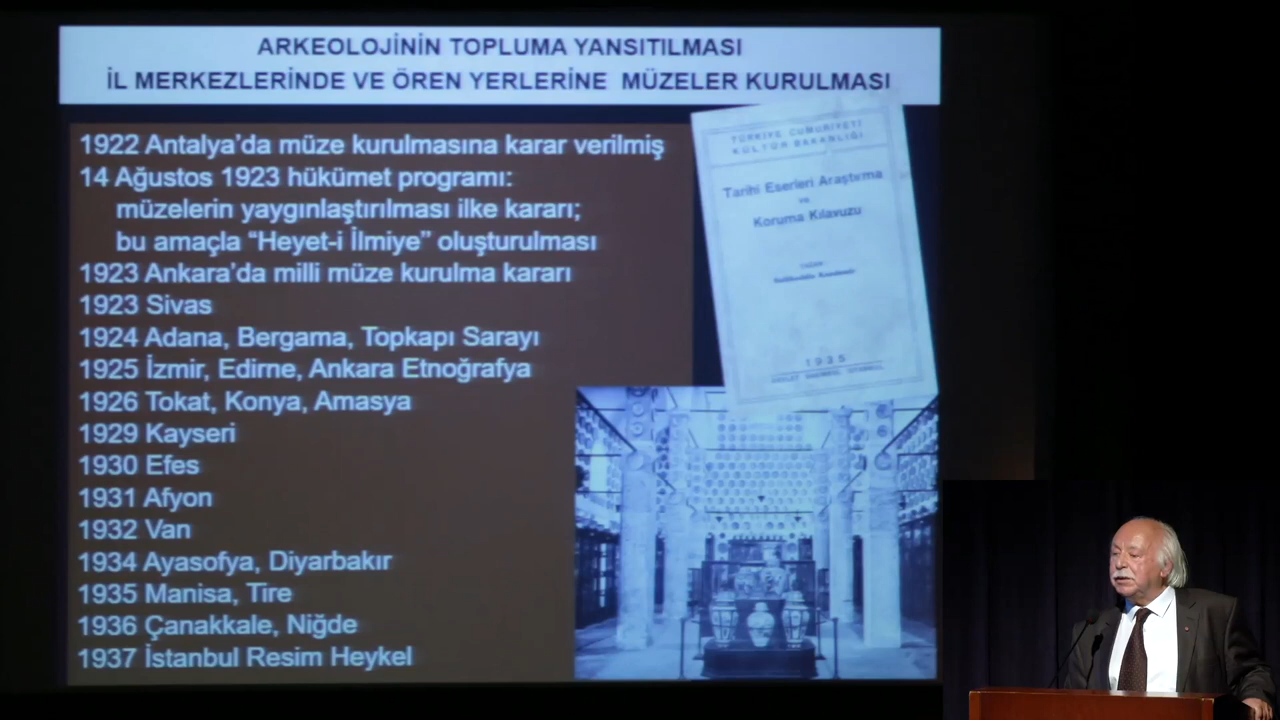 ARKEOLOJİNİN TOPLUMA YANSITILMASI
İL MERKEZLERİNDE VE ÖREN YERLERİNE MÜZELER KURULMASI
1922 Antalya'da müze kurulmasına karar verilmiş
14 Ağustos 1923 hükümet programı:
müzelerin yaygınlaştırılması ilke kararı;
bu amaçla “Heyet-i İlmiye” oluşturulması
1923 Ankara'da milli müze kurulma kararı
1923 Sivas
1924 Adana, Bergama, Topkapı Sarayı
1925 İzmir, Edirne, Ankara Etnoğrafya
1926 Tokat, Konya, Amasya
1929 Kayseri
1930 Efes
1931 Afyon
1932 Van
1934 Ayasofya, Diyarbakır
1935 Manisa, Tire
1936 Çanakkale, Niğde
1937 İstanbul Resim Heykel
TÜRKİYE CUMURİYETİ
KÜLTÜR BAKANLIĞI
Tarihi Eserleri Araştırma
ve
Koruma Kılavuzu
YAZAN
1935